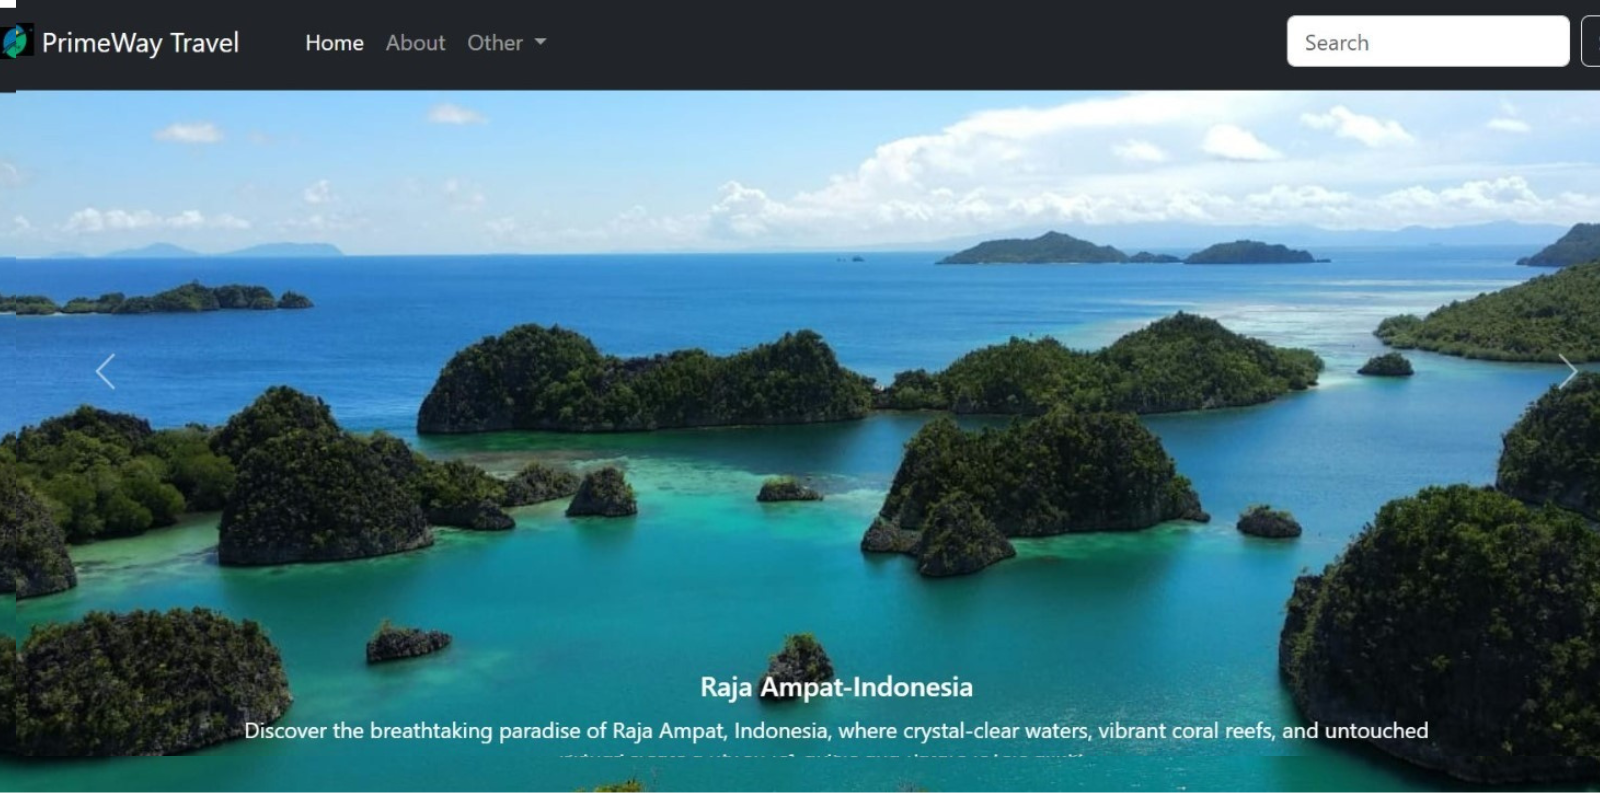 PrimeWay Travel
Home About Other
Search
Raja Ampat-Indonesia
Discover the breathtaking paradise of Raja Ampat, Indonesia, where crystal-clear waters, vibrant coral reefs, and untouched